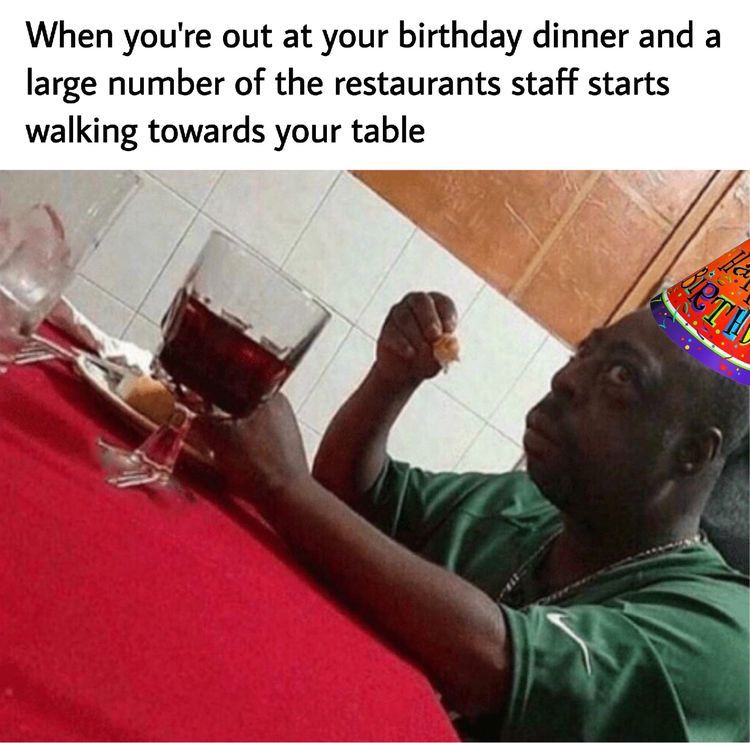 When you're out at your birthday dinner and a
large number of the restaurants staff starts
walking towards your table